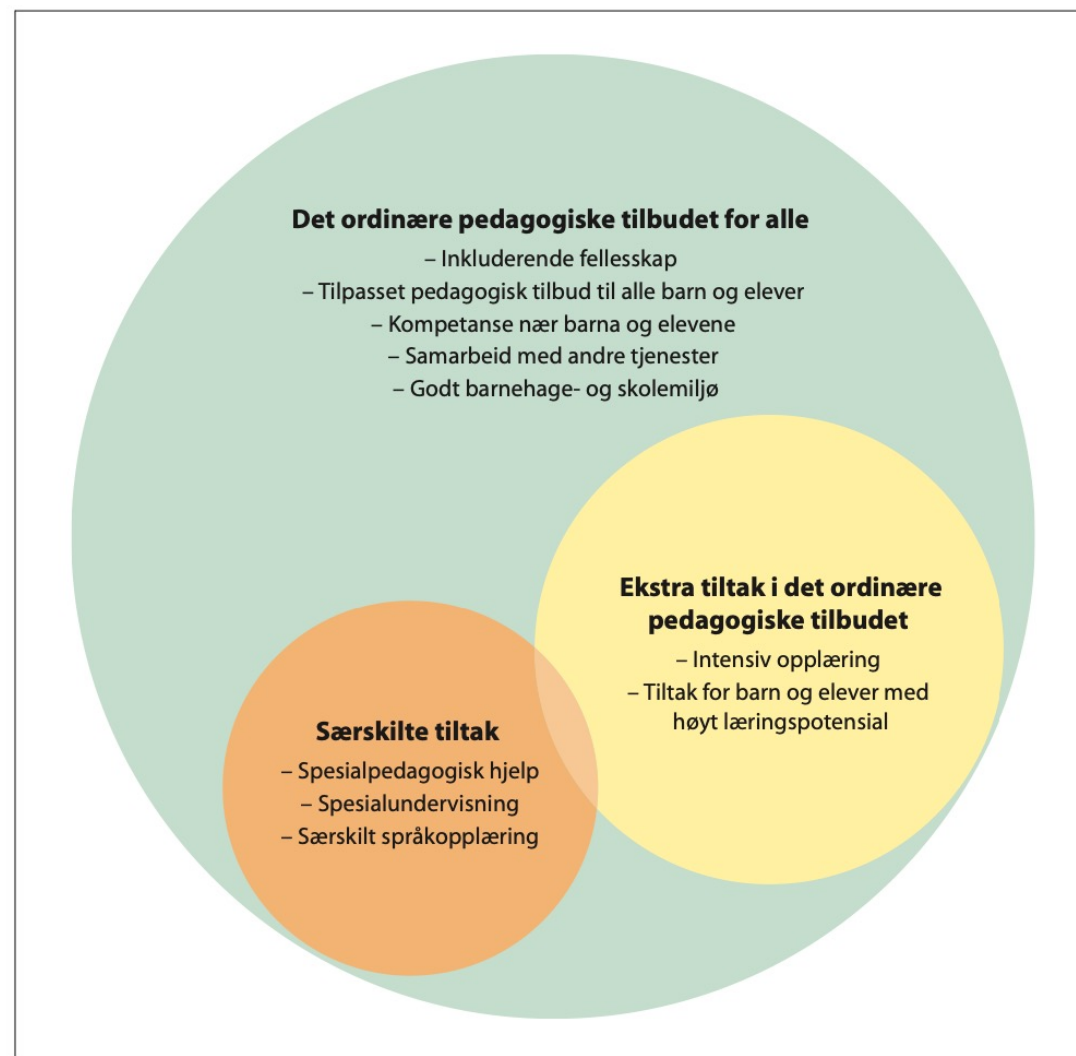 Det ordinære pedagogiske tilbudet for alle
– Inkluderende fellesskap
– Tilpasset pedagogisk tilbud til alle barn og elever
– Kompetanse nær barna og elevene
– Samarbeid med andre tjenester
– Godt barnehage- og skolemiljø
Ekstra tiltak i det ordinære
pedagogiske tilbudet
– Intensiv opplæring
– Tiltak for barn og elever med
høyt læringspotensial
Særskilte tiltak
– Spesialpedagogisk hjelp
– Spesialundervisning
– Særskilt språkopplæring